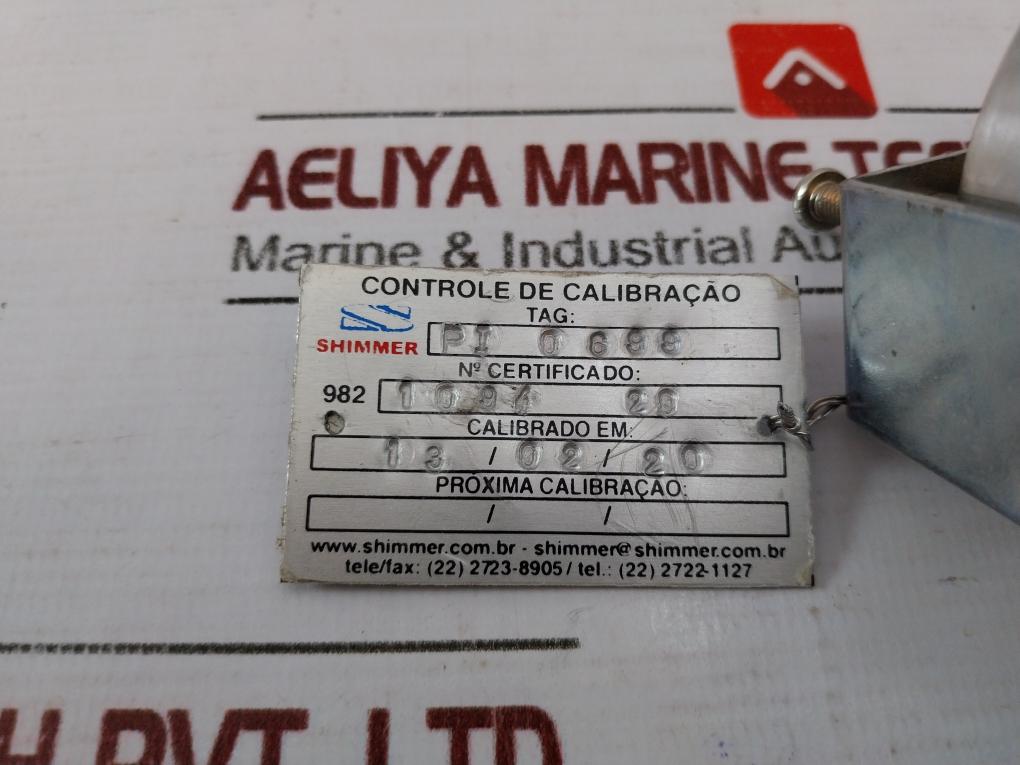 AELIYA MARINE
Marine & Industrial
CONTROLE DE CALIBRAÇÃO
TAG:
SHIMMER PI
Nº CERTIFICADO:
982 1094 20
CALIBRADO EM:
13 / 02 / 20
PRÓXIMA CALIBRAÇÃO:
/ /
www.shimmer.com.br - shimmer@shimmer.com.br
tele/fax: (22) 2723-8905 / tel.: (22) 2722-1127
PVT. LTD